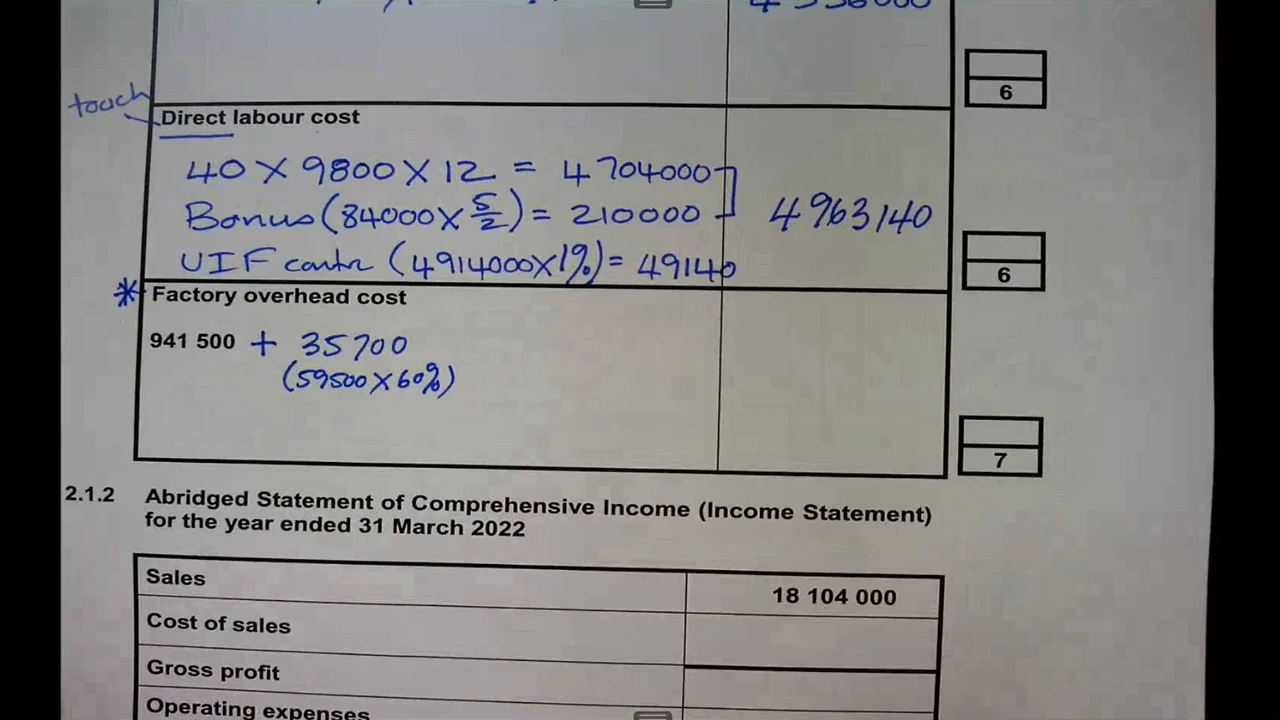 6
touch
Direct labour cost
40 X 9800 X 12 = 4704000
Bonus (84000 x 5/2) = 210000
4963140
UIF contr (4914000 x 1%) = 49140
6
* Factory overhead cost
941 500 + 35700
(59500 X 60%)
7
2.1.2 Abridged Statement of Comprehensive Income (Income Statement)
for the year ended 31 March 2022
Sales 18 104 000
Cost of sales
Gross profit
Operating expenses